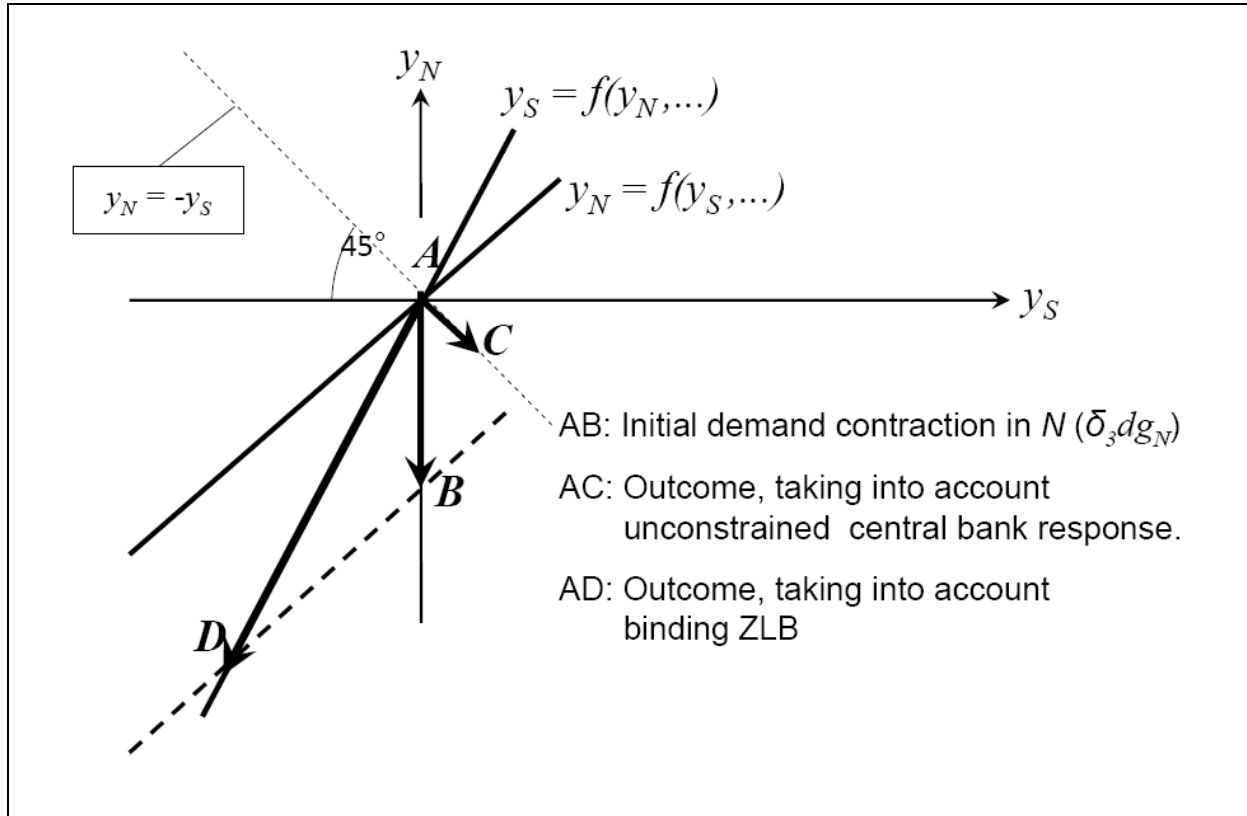 y_N
y_S = f(y_N,...)
y_N = f(y_S,...)
y_N = -y_S
45°
A
y_S
C
AB: Initial demand contraction in N (δ_3dg_N)
B
AC: Outcome, taking into account
unconstrained central bank response.
AD: Outcome, taking into account
binding ZLB
D